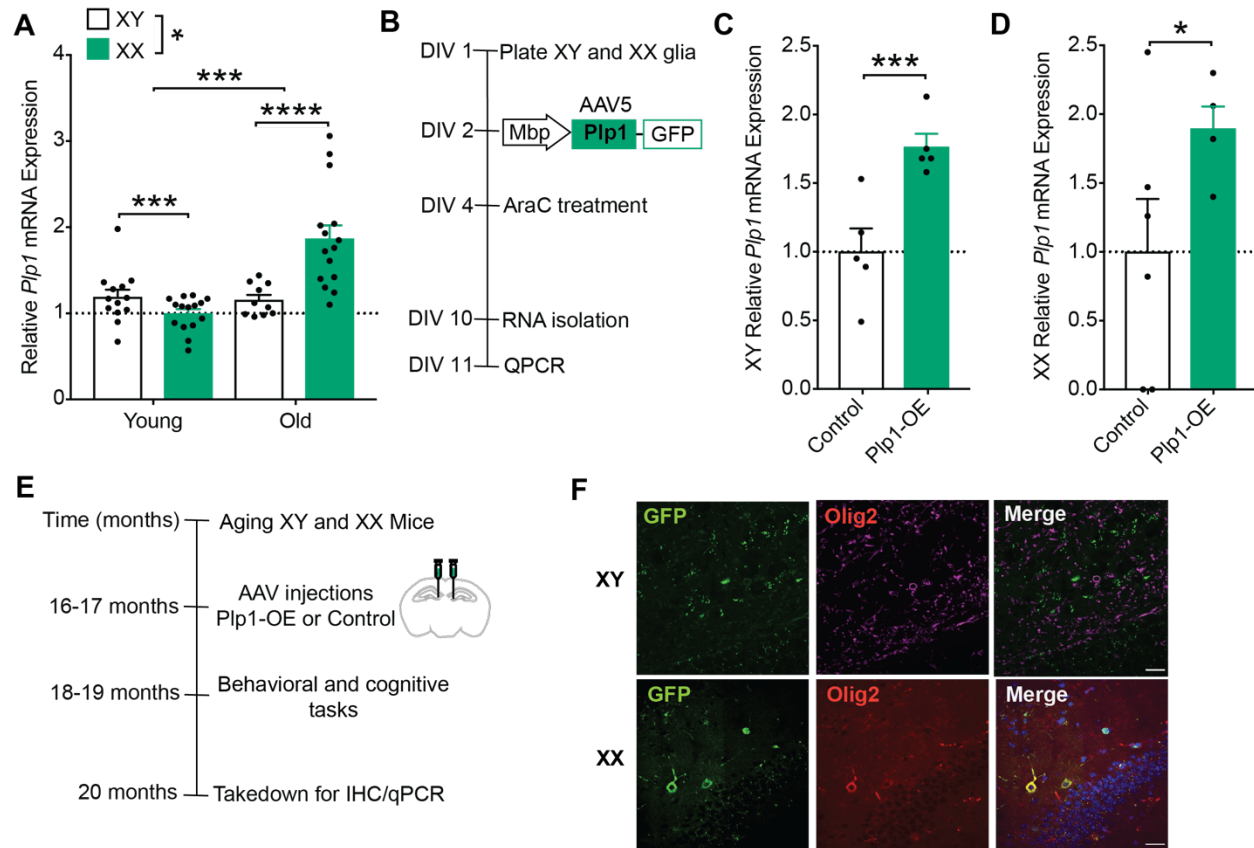 A
XY
XX
*
***
****
***
Relative Plp1 mRNA Expression
4
3
2
1
0
Young
Old
B
DIV 1
Plate XY and XX glia
AAV5
DIV 2
Mbp
Plp1
GFP
DIV 4
AraC treatment
DIV 10
RNA isolation
DIV 11
QPCR
C
***
XY Relative Plp1 mRNA Expression
2.5
2.0
1.5
1.0
0.5
0.0
Control
Plp1-OE
D
*
XX Relative Plp1 mRNA Expression
2.5
2.0
1.5
1.0
0.5
0.0
Control
Plp1-OE
E
Time (months)
Aging XY and XX Mice
16-17 months
AAV injections
Plp1-OE or Control
18-19 months
Behavioral and cognitive
tasks
20 months
Takedown for IHC/qPCR
F
XY
GFP
Olig2
Merge
XX
GFP
Olig2
Merge